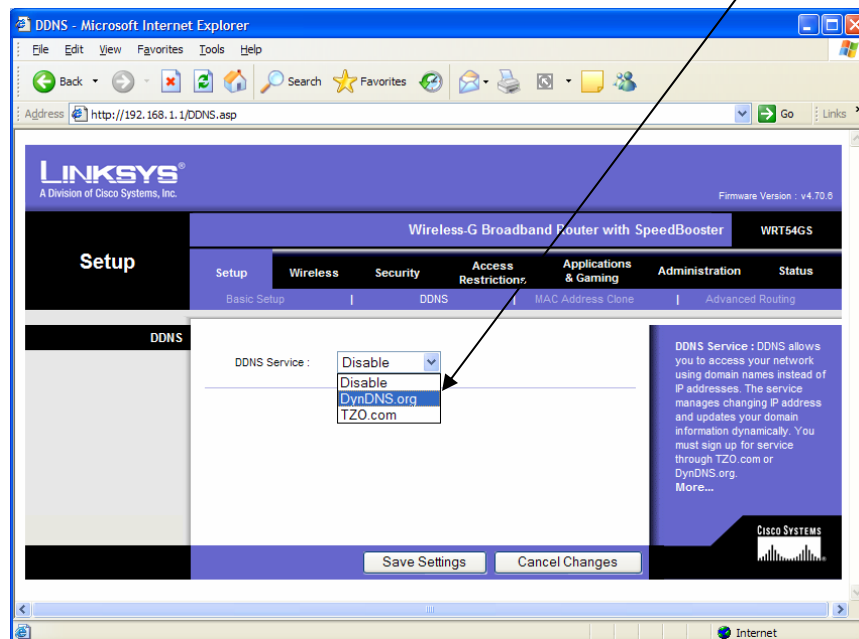 DDNS - Microsoft Internet Explorer
File Edit View Favorites Tools Help
Back Search Favorites
Address http://192.168.1.1/DDNS.asp Go Links
LINKSYS®
A Division of Cisco Systems, Inc.
Firmware Version : v4.70.6
Wireless-G Broadband Router with SpeedBooster WRT54GS
Setup
Setup Wireless Security Access Restrictions Applications & Gaming Administration Status
Basic Setup | DDNS | MAC Address Clone | Advanced Routing
DDNS
DDNS Service : Disable
Disable
DynDNS.org
TZO.com
DDNS Service : DDNS allows
you to access your network
using domain names instead of
IP addresses. The service
manages changing IP address
and updates your domain
information dynamically. You
must sign up for service
through TZO.com or
DynDNS.org.
More...
CISCO SYSTEMS
Save Settings Cancel Changes
Internet